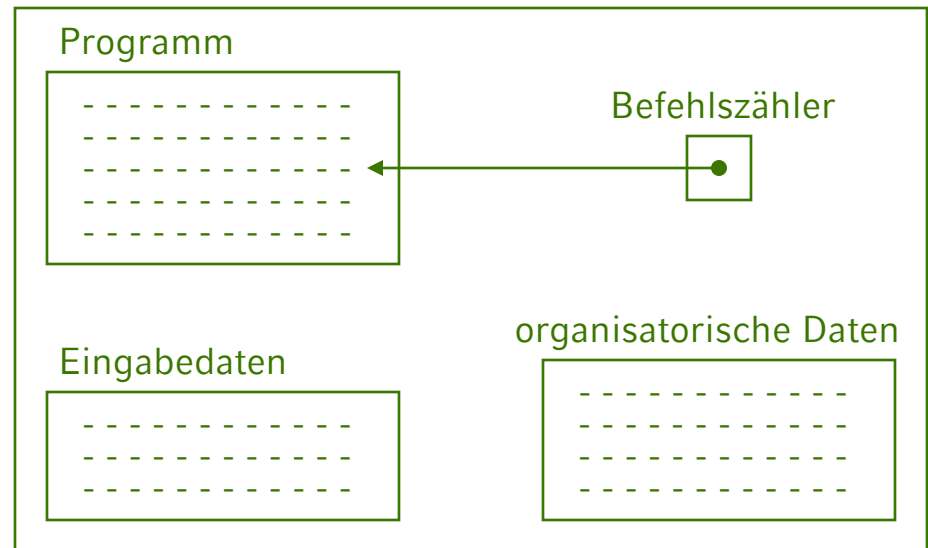 Programm
Befehlszähler
organisatorische Daten
Eingabedaten